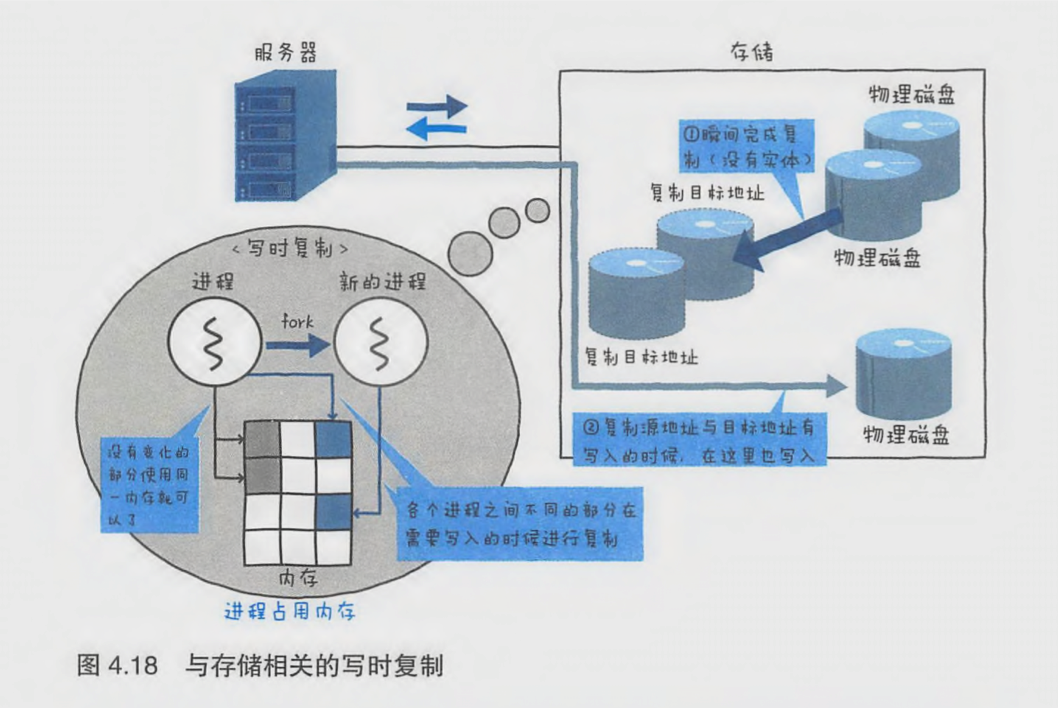 服务器
存储
物理磁盘
①瞬间完成复
制（没有实体）
复制目标地址
物理磁盘
复制目标地址
<写时复制>
进程
新的进程
fork
物理磁盘
②复制源地址与目标地址有
写入的时候，在这里也写入
没有变化的
部分使用同
一内存就可
以了
各个进程之间不同的部分在
需要写入的时候进行复制
内存
进程占用内存
图 4.18 与存储相关的写时复制